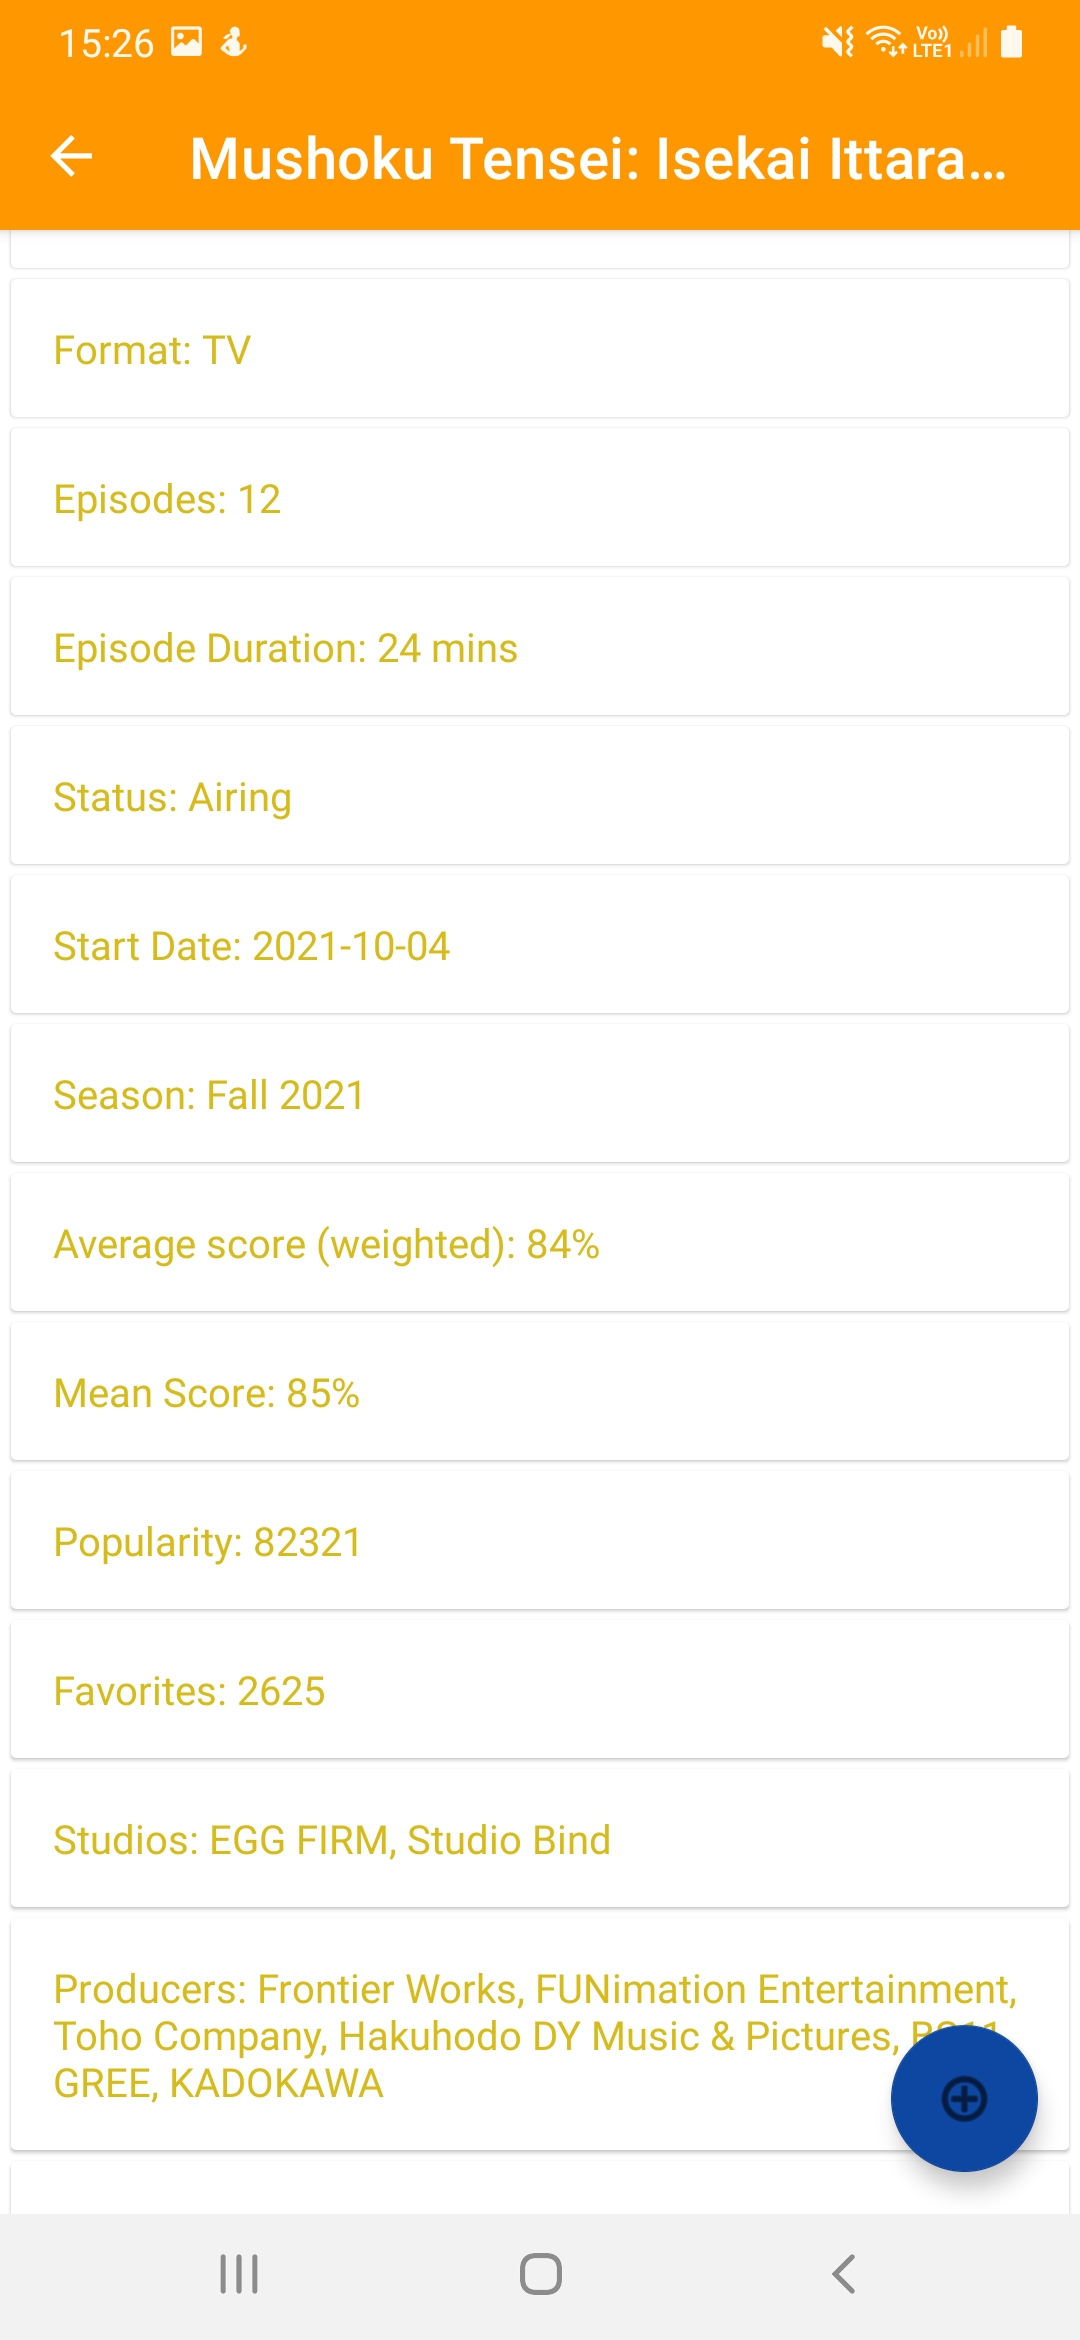 15:26
Vo))
LTE1
Mushoku Tensei: Isekai Ittara...
Format: TV
Episodes: 12
Episode Duration: 24 mins
Status: Airing
Start Date: 2021-10-04
Season: Fall 2021
Average score (weighted): 84%
Mean Score: 85%
Popularity: 82321
Favorites: 2625
Studios: EGG FIRM, Studio Bind
Producers: Frontier Works, FUNimation Entertainment,
Toho Company, Hakuhodo DY Music & Pictures,
GREE, KADOKAWA